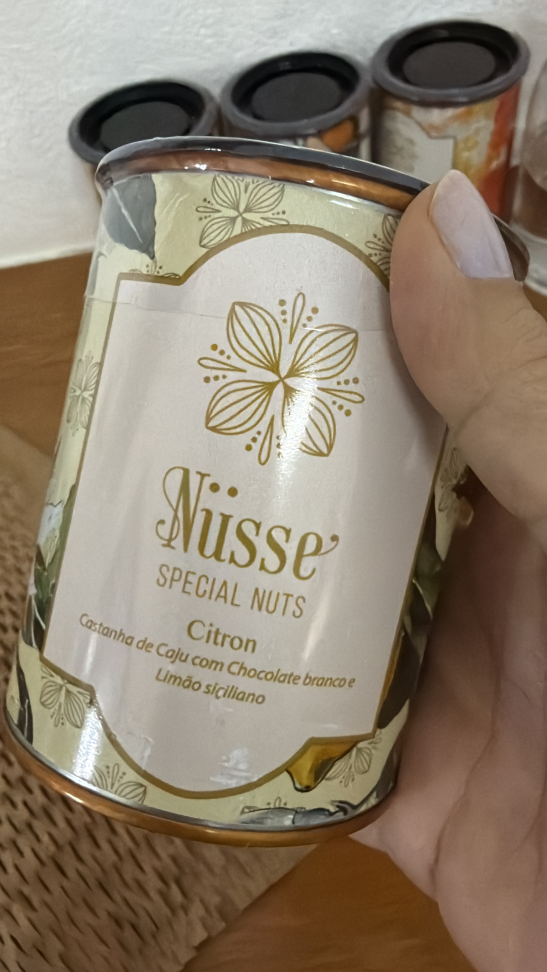 Nüsse
SPECIAL NUTS
Citron
Castanha de Caju com Chocolate branco e
Limão siciliano